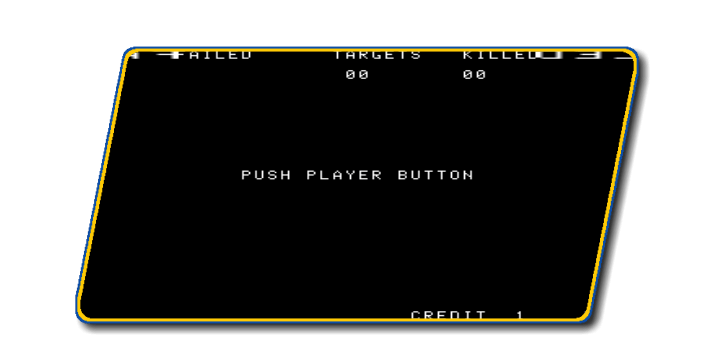 FAILED TARGETS KILLED
00 00
PUSH PLAYER BUTTON
CREDIT 1